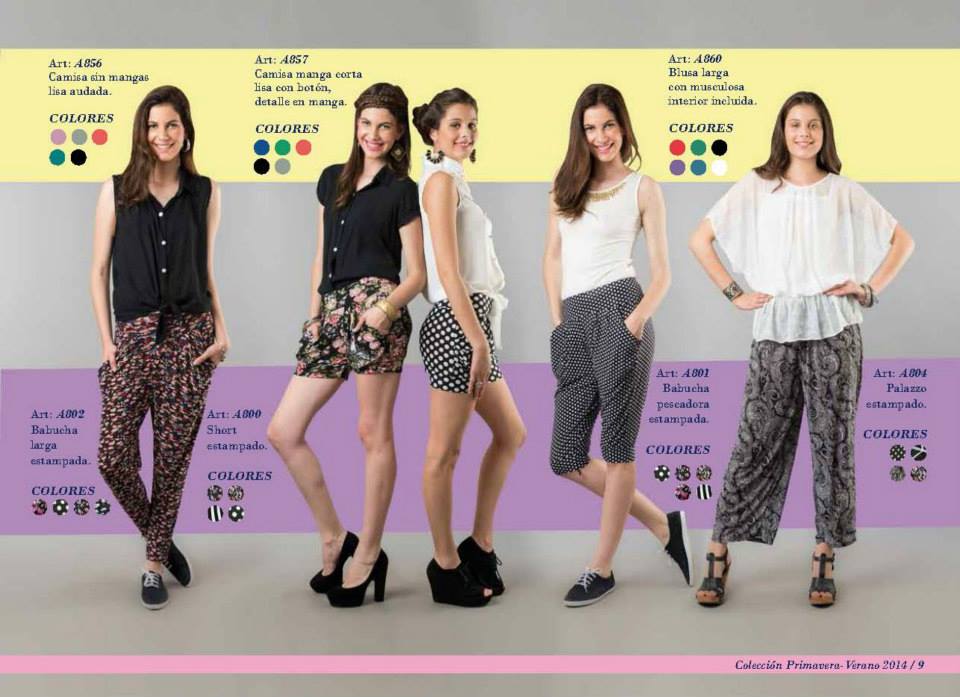 Art: A856
Camisa sin mangas
lisa audada.
COLORES
Art: A857
Camisa manga corta
lisa con botón,
detalle en manga.
COLORES
Art: A860
Blusa larga
con musculosa
interior incluida.
COLORES
Art: A802
Babucha
larga
estampada.
COLORES
Art: A800
Short
estampado.
COLORES
Art: A801
Babucha
pescadora
estampada.
COLORES
Art: A804
Palazzo
estampado.
COLORES
Colección Primavera-Verano 2014 / 9